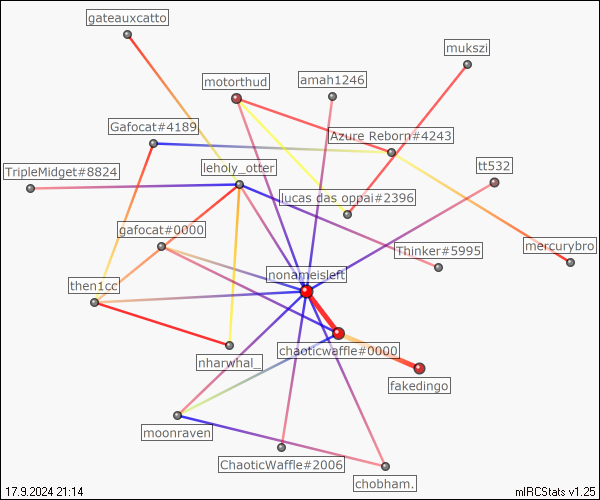 gateauxcatto
mukszi
motorthud
amah1246
Gafocat#4189
Azure Reborn#4243
TripleMidget#8824
leholy_otter
tt532
lucas das oppai#2396
gafocat#0000
Thinker#5995
mercurybro
nonameisleft
then1cc
chaoticwaffle#0000
nharwhal_
fakedingo
moonraven
ChaoticWaffle#2006
chobham.
17.9.2024 21:14
mIRCStats v1.25